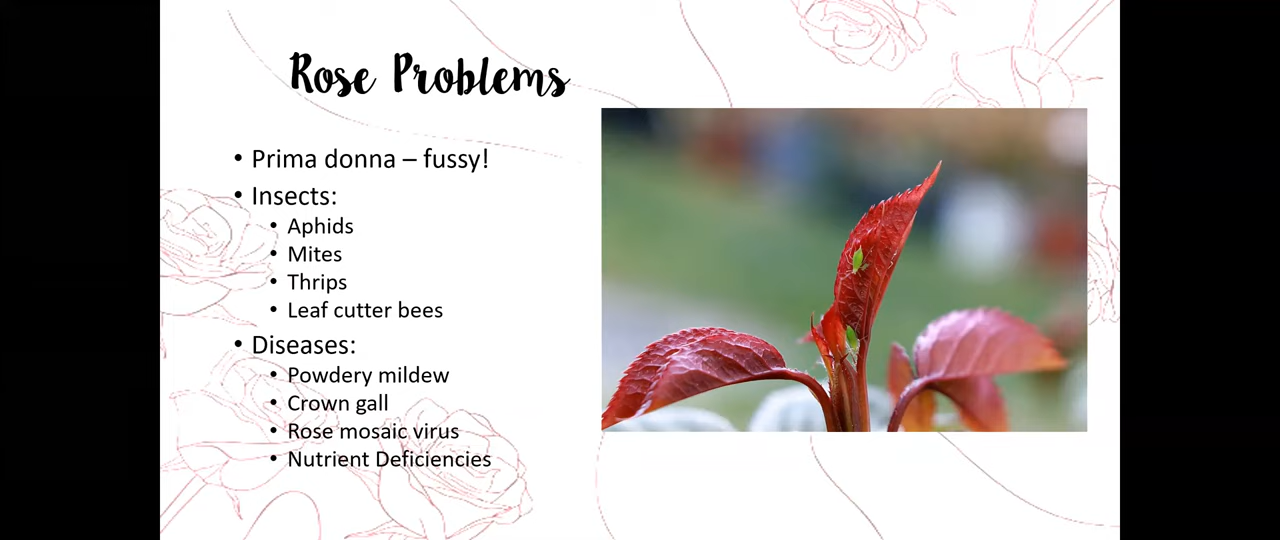 Rose Problems
• Prima donna – fussy!
• Insects:
• Aphids
• Mites
• Thrips
• Leaf cutter bees
• Diseases:
• Powdery mildew
• Crown gall
• Rose mosaic virus
• Nutrient Deficiencies